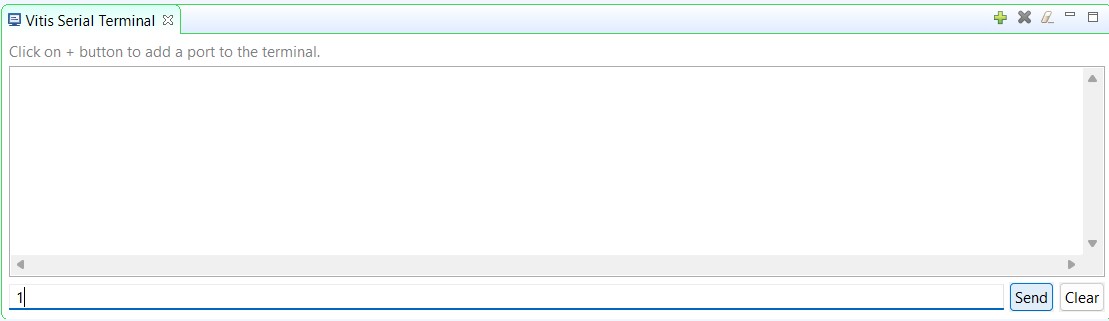 Vitis Serial Terminal
Click on + button to add a port to the terminal.
1
Send
Clear